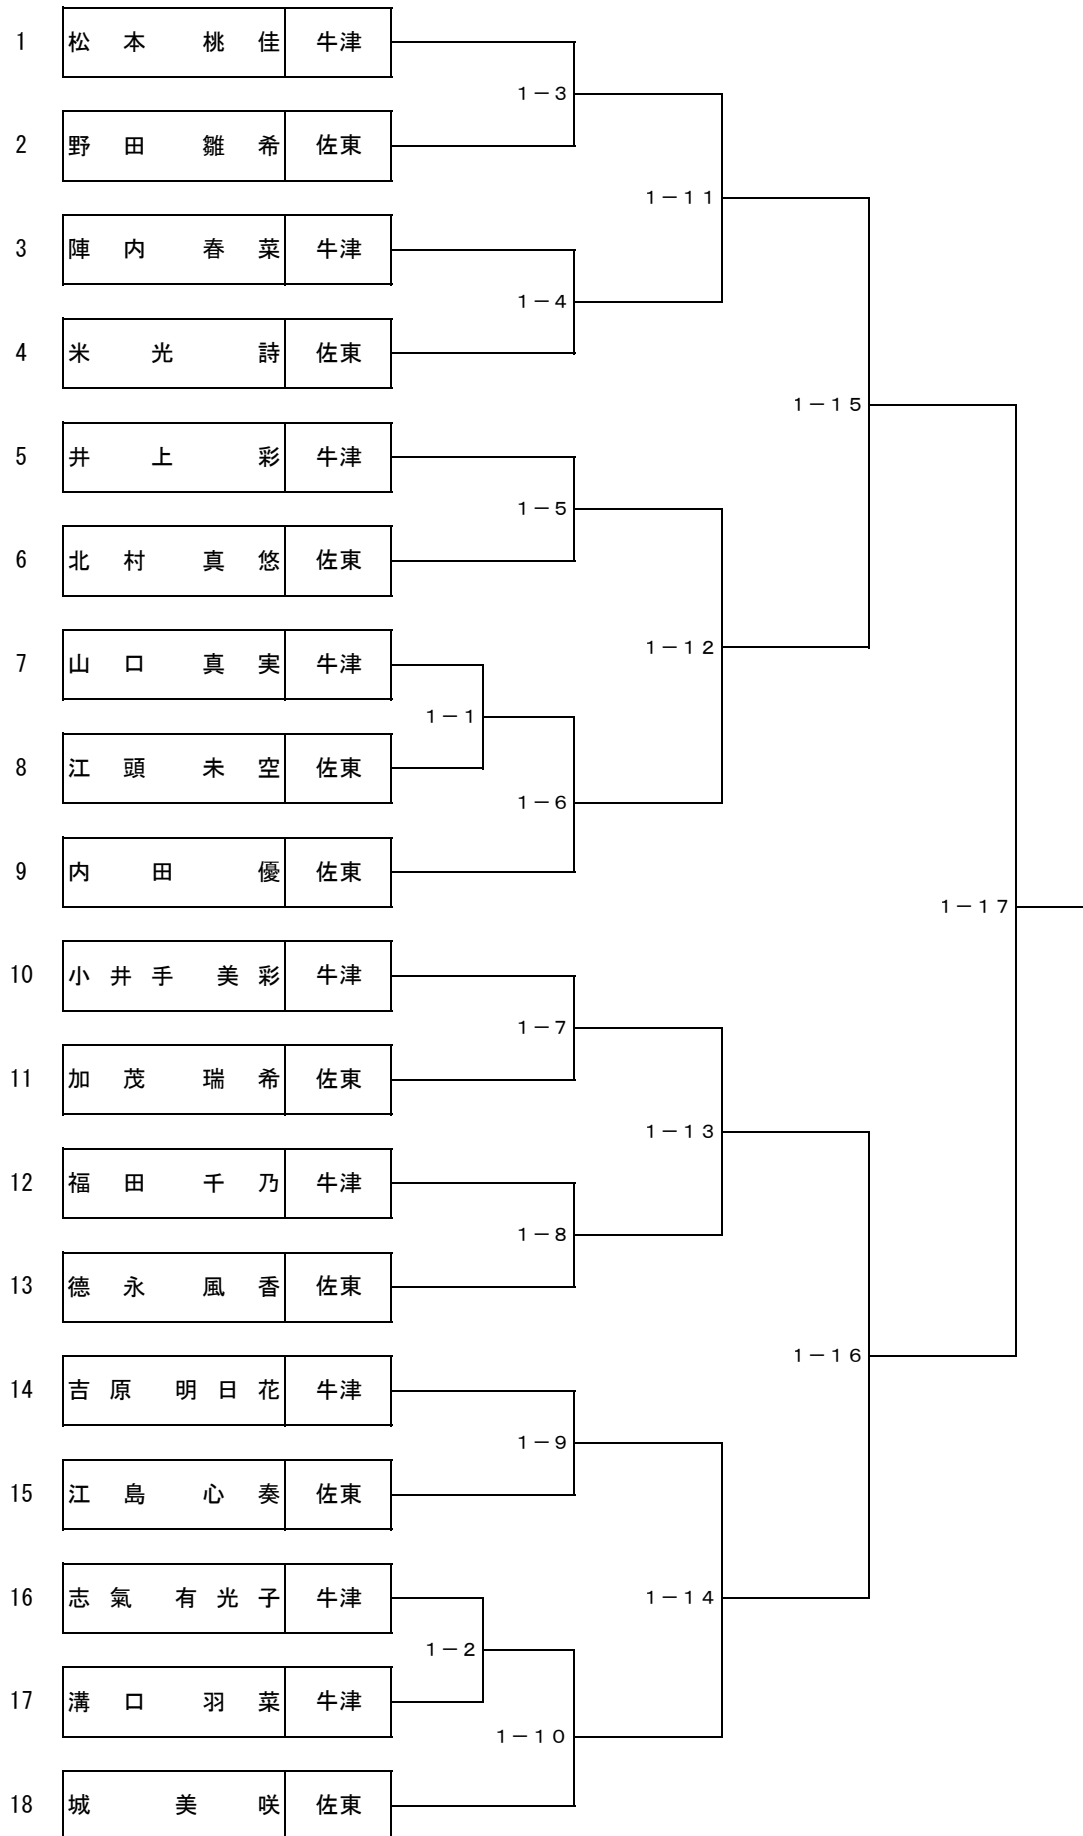 1 松本 桃佳 牛津
1－3
2 野田 雛希 佐東
1－11
3 陣内 春菜 牛津
1－4
4 米光 詩 佐東
1－15
5 井上 彩 牛津
1－5
6 北村 真悠 佐東
1－12
7 山口 真実 牛津
1－1
8 江頭 未空 佐東
1－6
9 内田 優 佐東
1－17
10 小井手 美彩 牛津
1－7
11 加茂 瑞希 佐東
1－13
12 福田 千乃 牛津
1－8
13 德永 風香 佐東
1－16
14 吉原 明日花 牛津
1－9
15 江島 心奏 佐東
16 志氣 有光子 牛津
1－14
1－2
17 溝口 羽菜 牛津
1－10
18 城 美咲 佐東